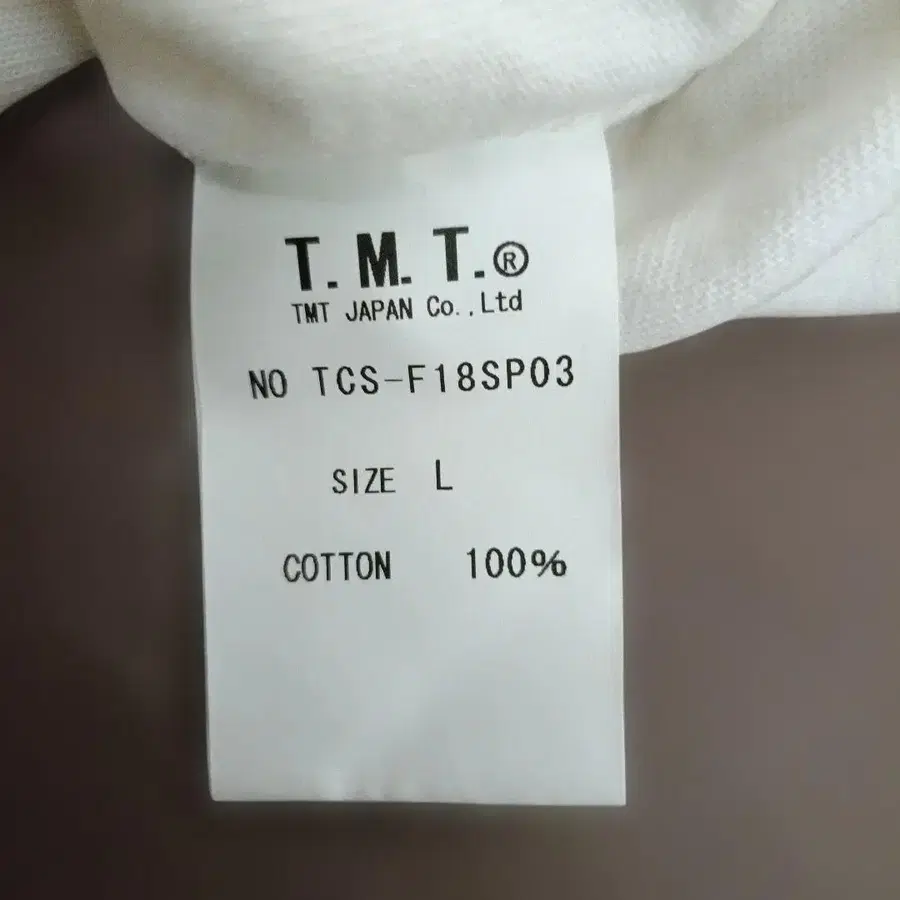 T.M.T.®
TMT JAPAN Co.,Ltd
NO TCS-F18SP03
SIZE L
COTTON 100%